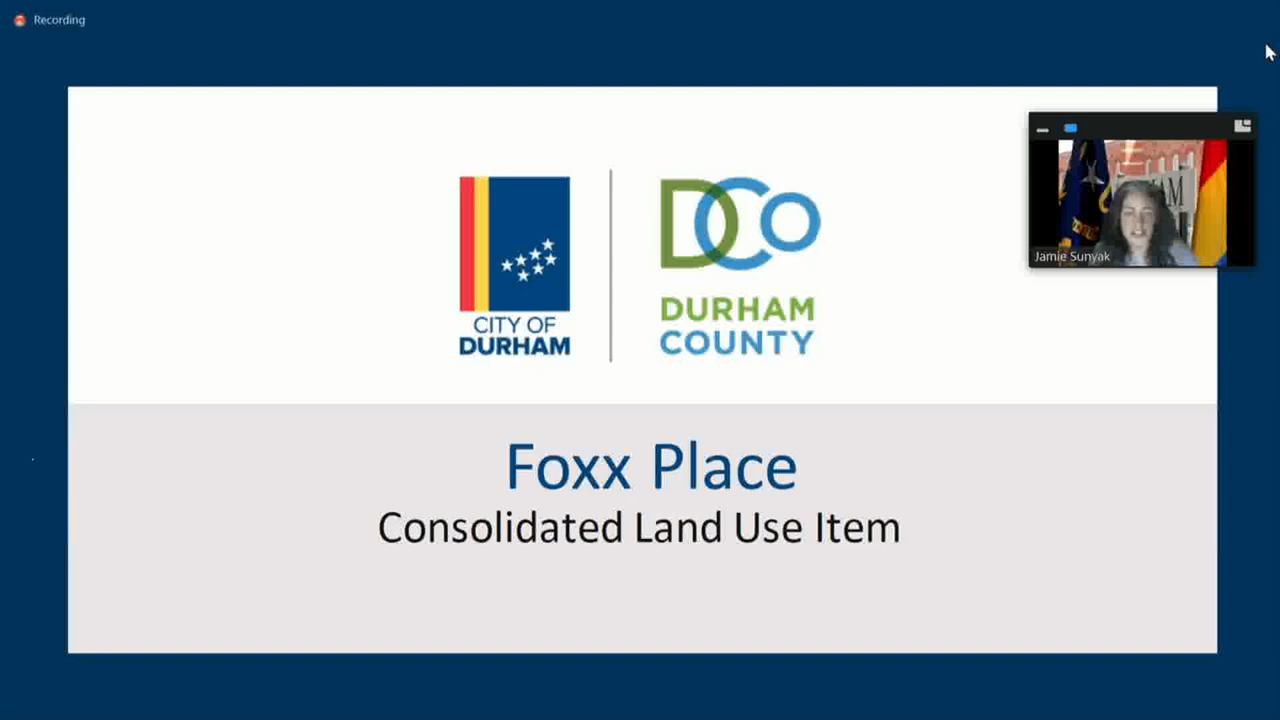 Recording
CITY OF
DURHAM
DCo
DURHAM
COUNTY
Jamie Sunyak
Foxx Place
Consolidated Land Use Item